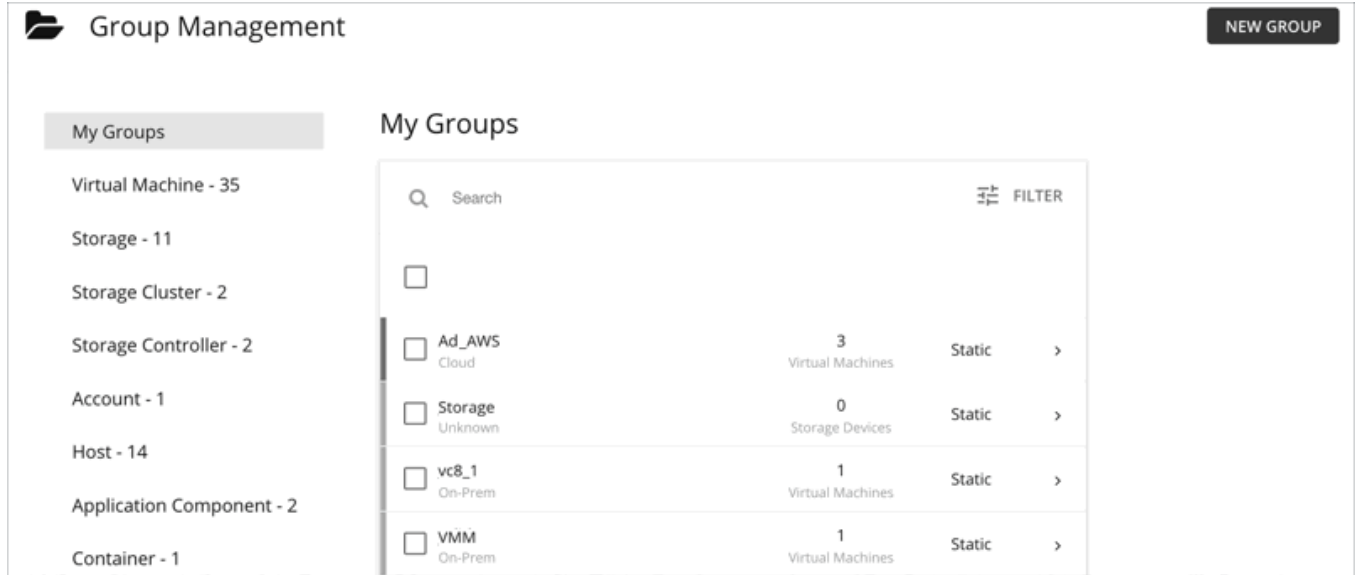 Group Management
NEW GROUP
My Groups
Virtual Machine - 35
Storage - 11
Storage Cluster - 2
Storage Controller - 2
Account - 1
Host - 14
Application Component - 2
Container - 1
My Groups
Search
FILTER
Ad_AWS
Cloud
3
Virtual Machines
Static
Storage
Unknown
0
Storage Devices
Static
vc8_1
On-Prem
1
Virtual Machines
Static
VMM
On-Prem
1
Virtual Machines
Static